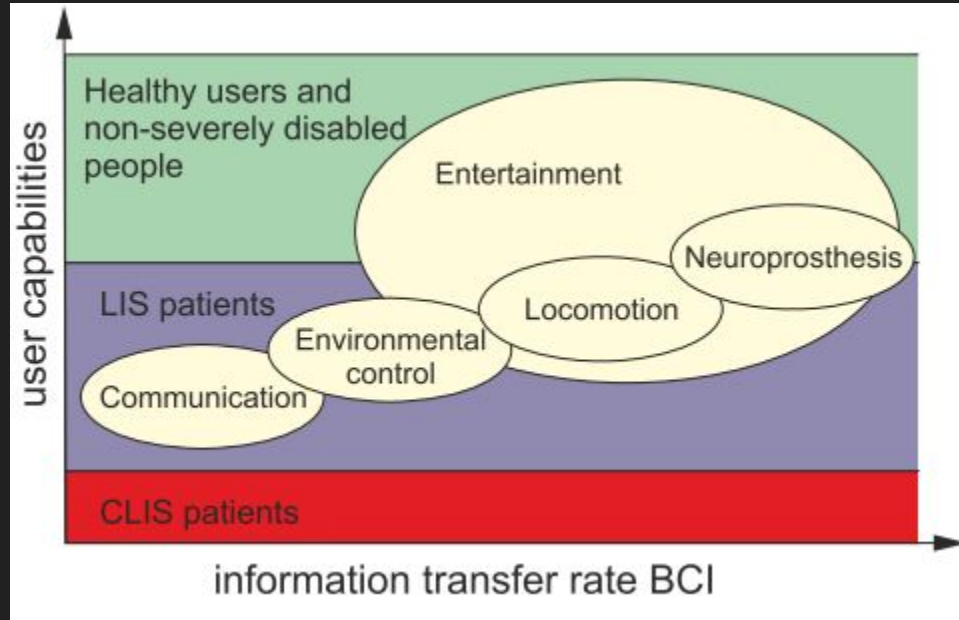 Healthy users and
non-severely disabled
people
Entertainment
Neuroprosthesis
LIS patients
Locomotion
Environmental
control
Communication
CLIS patients
user capabilities
information transfer rate BCI